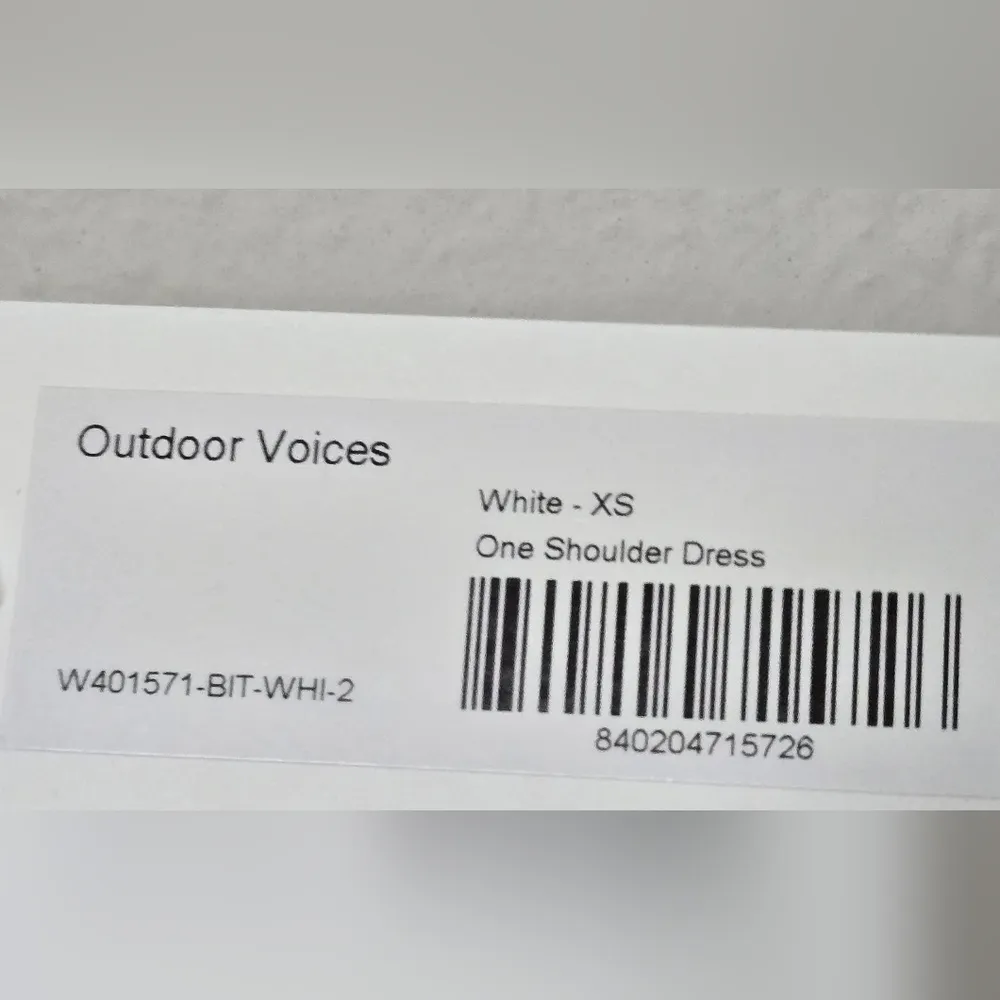 Outdoor Voices
White - XS
One Shoulder Dress
W401571-BIT-WHI-2
840204715726